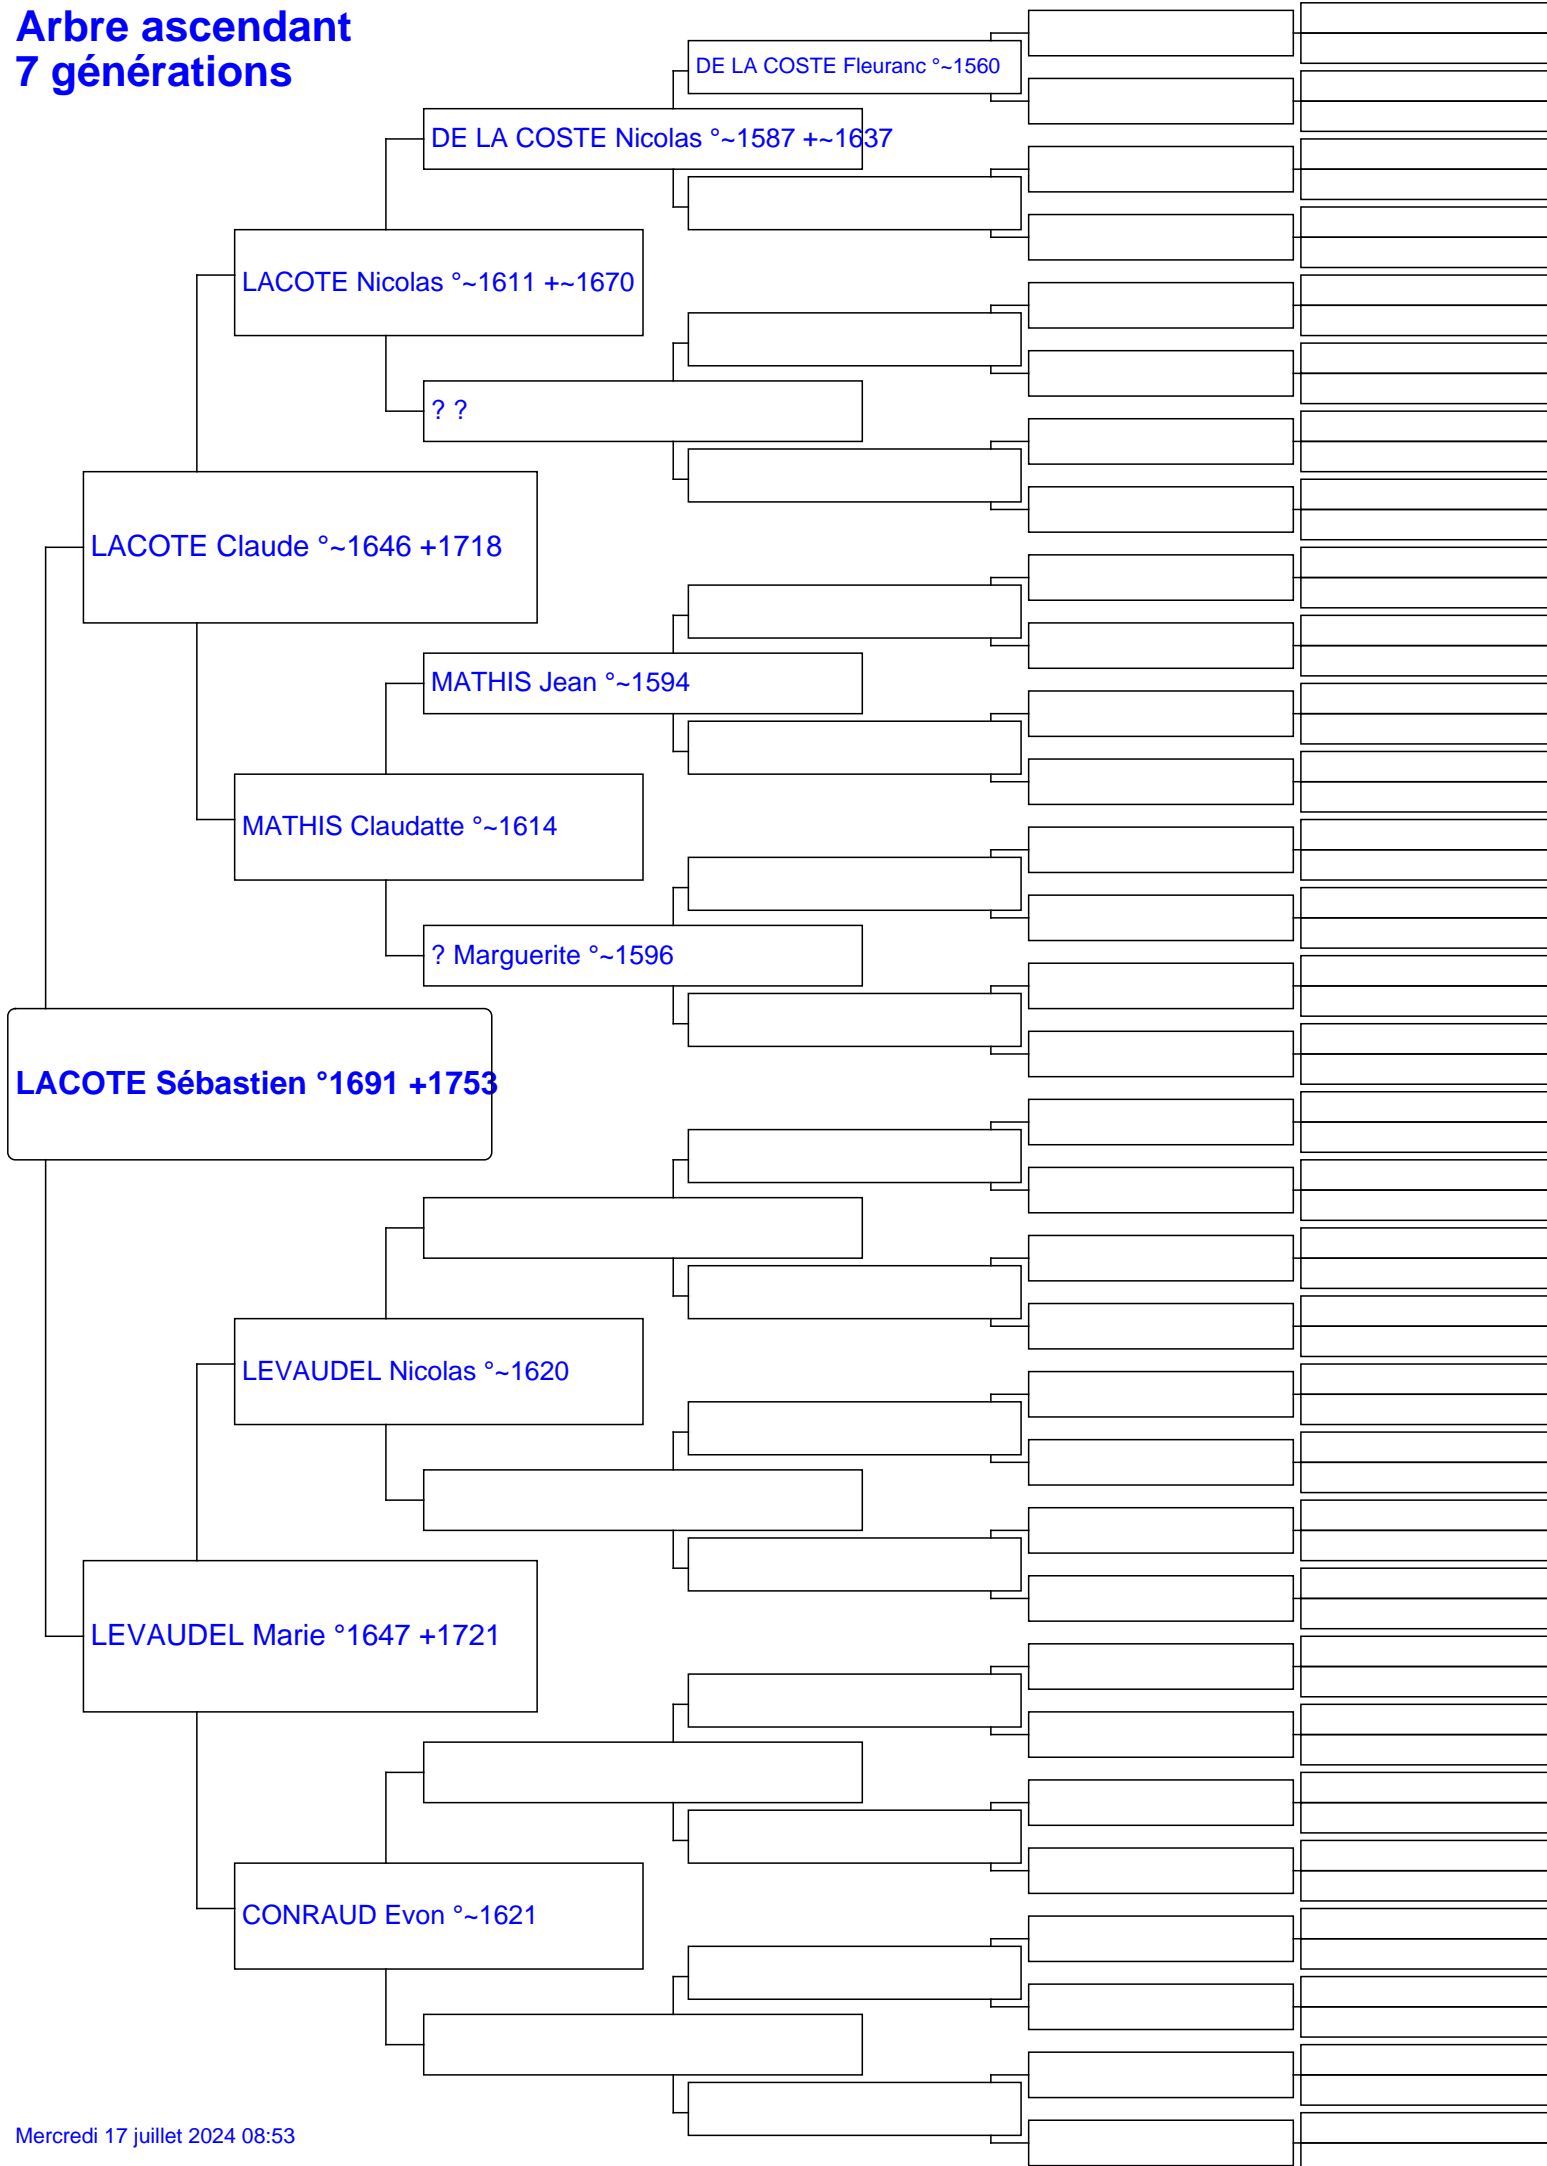 Arbre ascendant
7 générations
DE LA COSTE Fleuranc °~1560
DE LA COSTE Nicolas °~1587 +~1637
LACOTE Nicolas °~1611 +~1670
? ?
LACOTE Claude °~1646 +1718
MATHIS Jean °~1594
MATHIS Claudatte °~1614
? Marguerite °~1596
LACOTE Sébastien °1691 +1753
LEVAUDEL Nicolas °~1620
LEVAUDEL Marie °1647 +1721
CONRAUD Evon °~1621
Mercredi 17 juillet 2024 08:53